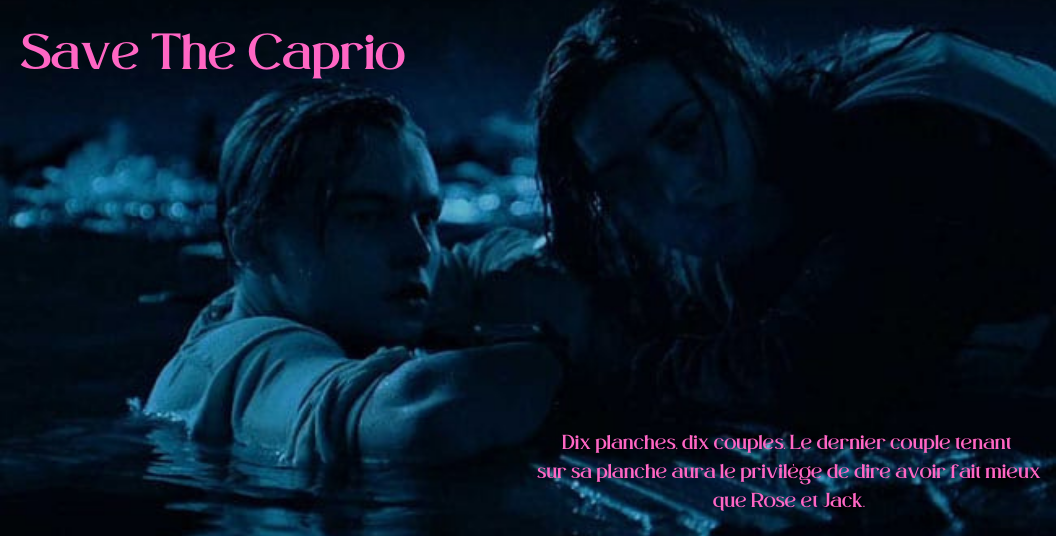 Save The Caprio
Dix planches, dix couples. Le dernier couple tenant
sur sa planche aura le privilège de dire avoir fait mieux
que Rose et Jack.